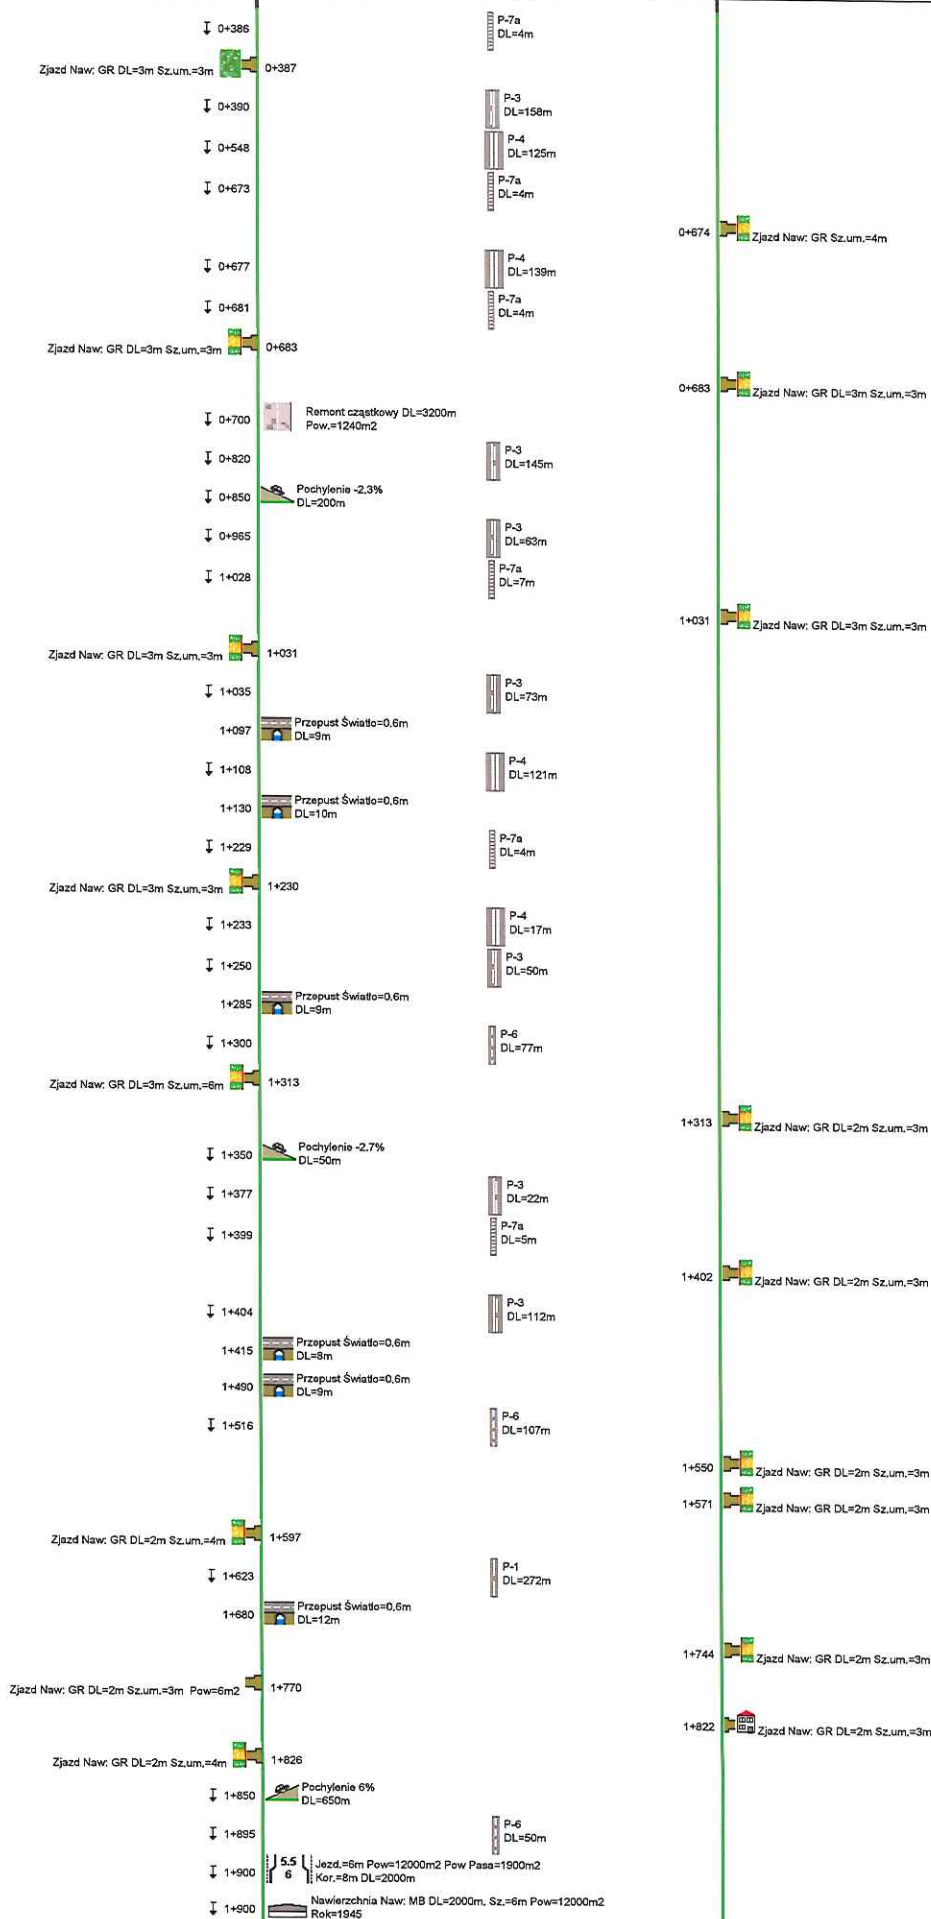 0+386
P-7a
DL=4m
Zjazd Naw: GR DL=3m Sz.um.=3m
0+387
0+390
P-3
DL=158m
0+548
P-4
DL=125m
0+673
P-7a
DL=4m
0+674
Zjazd Naw: GR Sz.um.=4m
0+677
P-4
DL=139m
0+681
P-7a
DL=4m
Zjazd Naw: GR DL=3m Sz.um.=3m
0+683
0+683
Zjazd Naw: GR DL=3m Sz.um.=3m
0+700
Remont cząstkowy DL=3200m
Pow.=1240m2
0+820
P-3
DL=145m
0+850
Pochylenie -2,3%
DL=200m
0+965
P-3
DL=63m
1+028
P-7a
DL=7m
1+031
Zjazd Naw: GR DL=3m Sz.um.=3m
Zjazd Naw: GR DL=3m Sz.um.=3m
1+031
1+035
P-3
DL=73m
1+097
Przepust Światło=0,6m
DL=9m
1+108
P-4
DL=121m
1+130
Przepust Światło=0,6m
DL=10m
1+229
P-7a
DL=4m
Zjazd Naw: GR DL=3m Sz.um.=3m
1+230
1+233
P-4
DL=17m
1+250
P-3
DL=50m
1+285
Przepust Światło=0,6m
DL=9m
1+300
P-6
DL=77m
Zjazd Naw: GR DL=3m Sz.um.=6m
1+313
1+313
Zjazd Naw: GR DL=2m Sz.um.=3m
1+350
Pochylenie -2.7%
DL=50m
1+377
P-3
DL=22m
1+399
P-7a
DL=5m
1+402
Zjazd Naw: GR DL=2m Sz.um.=3m
1+404
P-3
DL=112m
1+415
Przepust Światło=0,6m
DL=8m
1+490
Przepust Światło=0,6m
DL=9m
1+516
P-6
DL=107m
1+550
Zjazd Naw: GR DL=2m Sz.um.=3m
1+571
Zjazd Naw: GR DL=2m Sz.um.=3m
Zjazd Naw: GR DL=2m Sz.um.=4m
1+597
1+623
P-1
DL=272m
1+680
Przepust Światło=0,6m
DL=12m
1+744
Zjazd Naw: GR DL=2m Sz.um.=3m
Zjazd Naw: GR DL=2m Sz.um.=3m Pow=6m2
1+770
1+822
Zjazd Naw: GR DL=2m Sz.um.=3m
Zjazd Naw: GR DL=2m Sz.um.=4m
1+826
1+850
Pochylenie 6%
DL=650m
1+895
P-6
DL=50m
1+900
5.5
6
Jezd.=6m Pow=12000m2 Pow Pasa=1900m2
Kor.=8m DL=2000m
1+900
Nawierzchnia Naw: MB DL=2000m, Sz.=6m Pow=12000m2
Rok=1945